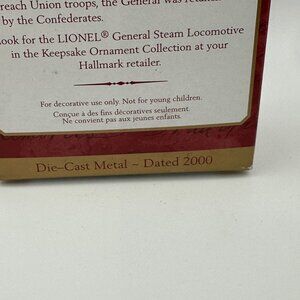 reach Union troops, the General was
by the Confederates.
Look for the LIONEL® General Steam Locomotive
in the Keepsake Ornament Collection at your
Hallmark retailer.
For decorative use only. Not for young children.
Conçue à des fins décoratives seulement.
Ne convient pas aux jeunes enfants.
Die-Cast Metal ~ Dated 2000